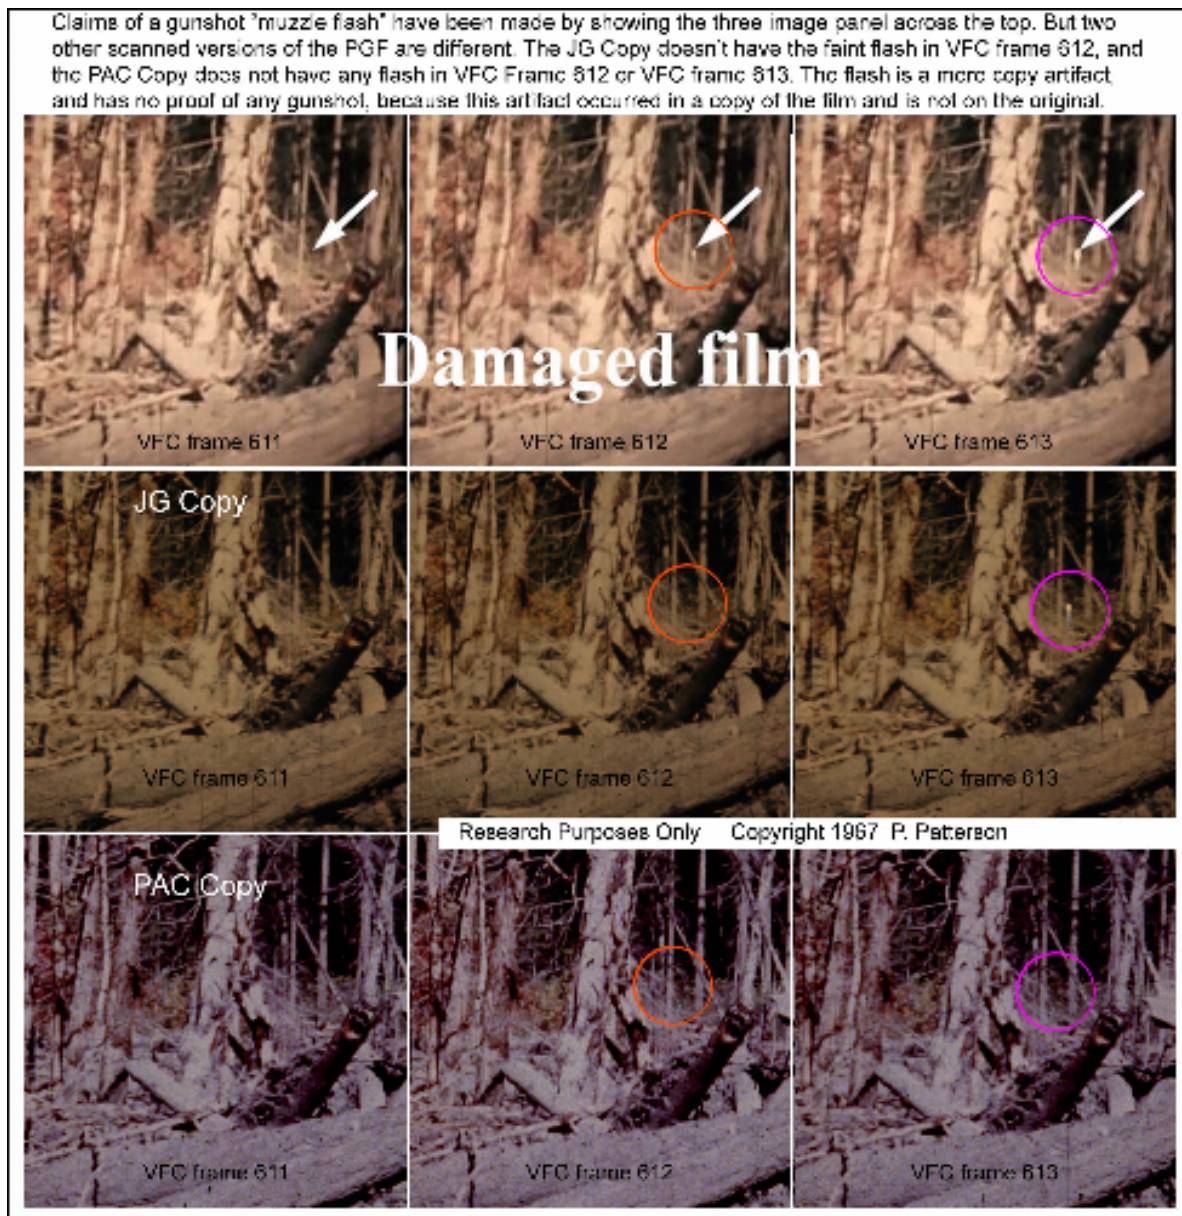 Claims of a gunshot "muzzle flash" have been made by showing the three image panel across the top. But two
other scanned versions of the PGF are different. The JG Copy doesn't have the faint flash in VFC frame 612, and
the PAC Copy does not have any flash in VFC Frame 612 or VFC frame 613. The flash is a mere copy artifact,
and has no proof of any gunshot, because this artifact occurred in a copy of the film and is not on the original.
Damaged film
VFC frame 611
VFC frame 612
VFC frame 613
JG Copy
VFC frame 611
VFC frame 612
VFC frame 613
Research Purposes Only Copyright 1967 P. Patterson
PAC Copy
VFC frame 611
VFC frame 612
VFC frame 613